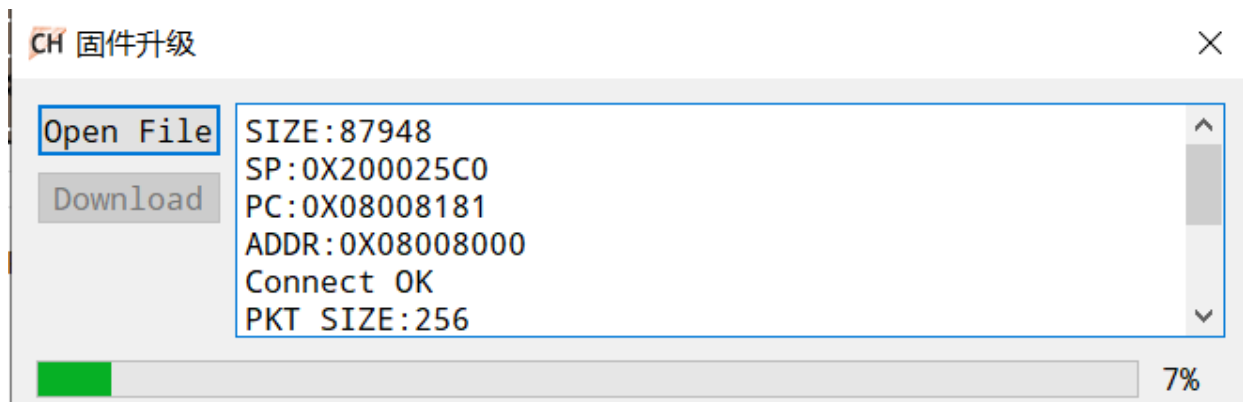 CH 固件升级
Open File
Download
SIZE:87948
SP:0X200025C0
PC:0X08008181
ADDR:0X08008000
Connect OK
PKT SIZE:256
7%